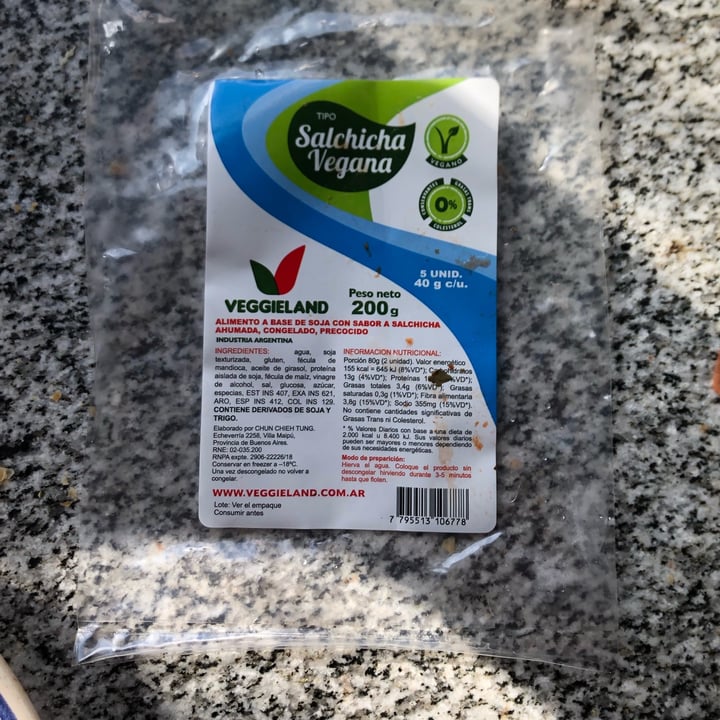 TIPO
Salchicha
Vegana
VEGANO
CONSERVANTES GRASAS TRANS
0%
COLESTEROL
5 UNID.
40 g c/u.
VEGGIELAND
Peso neto
200 g
ALIMENTO A BASE DE SOJA CON SABOR A SALCHICHA
AHUMADA, CONGELADO, PRECOCIDO
INDUSTRIA ARGENTINA
INGREDIENTES: agua, soja
texturizada, gluten, fécula de
mandioca, aceite de girasol, proteína
aislada de soja, fécula de maíz, vinagre
de alcohol, sal, glucosa, azúcar,
especias, EST INS 407, EXA INS 621,
ARO, ESP INS 412, COL INS 129.
CONTIENE DERIVADOS DE SOJA Y
TRIGO.
Elaborado por CHUN CHIEH TUNG.
Echeverría 2258, Villa Maipú,
Provincia de Buenos Aires.
RNE: 02-035.200
RNPA expte. 2906-22226/18
Conservar en freezer a –18ºC.
Una vez descongelado no volver a
congelar.
INFORMACION NUTRICIONAL:
Porción 80g (2 unidad). Valor energético
155 kcal = 645 kJ (8%VD*); Carbohidratos
13g (4%VD*); Proteínas
Grasas totales 3,4g (6%VD*); Grasas
saturadas 0,3g (1%VD*); Fibra alimentaria
3,8g (15%VD*); Sodio 355mg (15%VD*).
No contiene cantidades significativas de
Grasas Trans ni Colesterol.
* % Valores Diarios con base a una dieta de
2.000 kcal u 8.400 kJ. Sus valores diarios
pueden ser mayores o menores dependiendo
de sus necesidades energéticas.
Modo de preparación:
Hierva el agua. Coloque el producto sin
descongelar hirviendo durante 3-5 minutos
hasta que floten.
WWW.VEGGIELAND.COM.AR
Lote: Ver el empaque
Consumir antes
7 795513 106778